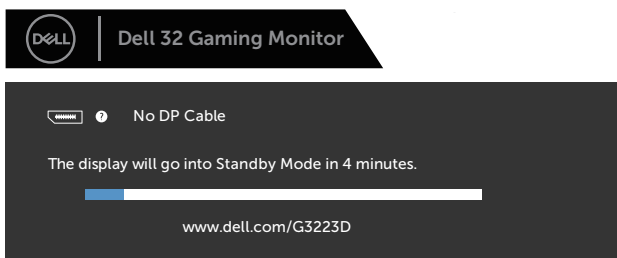 DELL
Dell 32 Gaming Monitor
? No DP Cable
The display will go into Standby Mode in 4 minutes.
www.dell.com/G3223D